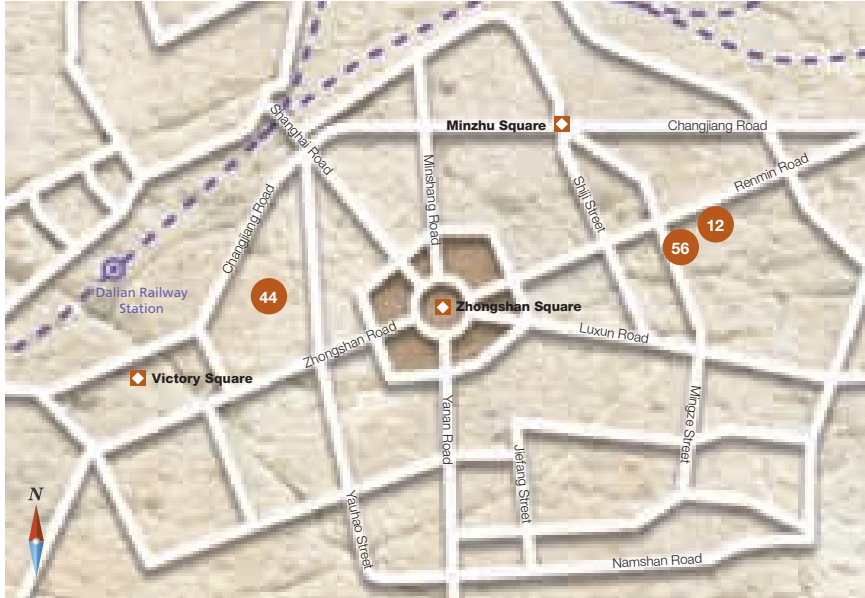 Shanghai Road
Minzhu Square
Changjiang Road
Minshang Road
Shiji Street
Renmin Road
Changjiang Road
12
56
Dalian Railway
Station
44
Zhongshan Square
Zhongshan Road
Luxun Road
Victory Square
Yanan Road
Mingze Street
Jiefang Street
N
Yauhao Street
Namshan Road